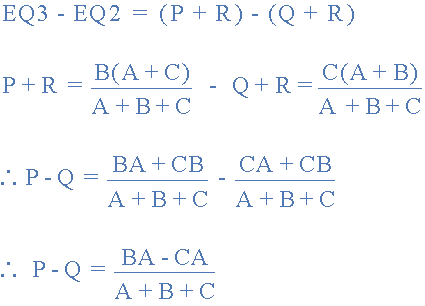 EQ3 - EQ2 = (P + R) - (Q + R)
P + R = B(A + C) / A + B + C - Q + R = C(A + B) / A + B + C
∴ P - Q = BA + CB / A + B + C - CA + CB / A + B + C
∴ P - Q = BA - CA / A + B + C